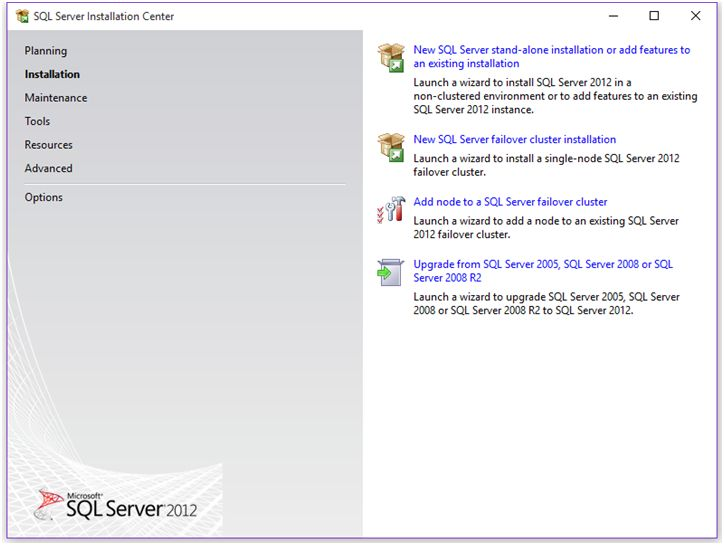 SQL Server Installation Center
Planning
Installation
Maintenance
Tools
Resources
Advanced
Options
New SQL Server stand-alone installation or add features to
an existing installation
Launch a wizard to install SQL Server 2012 in a
non-clustered environment or to add features to an existing
SQL Server 2012 instance.
New SQL Server failover cluster installation
Launch a wizard to install a single-node SQL Server 2012
failover cluster.
Add node to a SQL Server failover cluster
Launch a wizard to add a node to an existing SQL Server
2012 failover cluster.
Upgrade from SQL Server 2005, SQL Server 2008 or SQL
Server 2008 R2
Launch a wizard to upgrade SQL Server 2005, SQL Server
2008 or SQL Server 2008 R2 to SQL Server 2012.
Microsoft®
SQL Server 2012